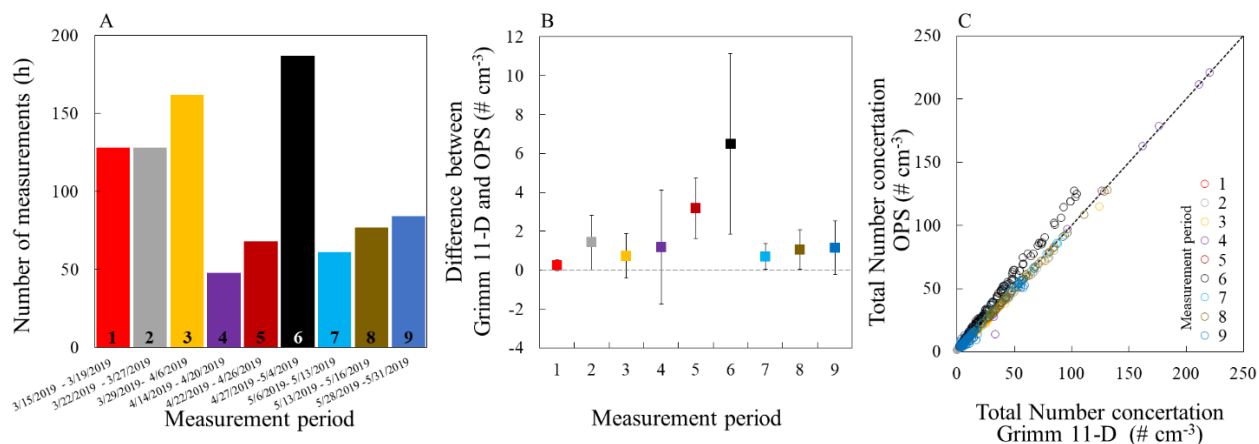 A
Number of measurements (h)
200
150
100
50
0
1
2
3
4
5
6
7
8
9
3/15/2019 - 3/19/2019
3/22/2019 - 3/27/2019
3/29/2019- 4/6/2019
4/14/2019 - 4/20/2019
4/22/2019 - 4/26/2019
4/27/2019 -5/4/2019
5/6/2019- 5/13/2019
5/13/2019 - 5/16/2019
5/28/2019 -5/31/2019
Measurement period
B
Difference between
Grimm 11-D and OPS (# cm-3)
12
10
8
6
4
2
0
-2
-4
1 2 3 4 5 6 7 8 9
Measurement period
C
Total Number concertation
OPS (# cm-3)
250
200
150
100
50
0
0 50 100 150 200 250
Measurement period
1
2
3
4
5
6
7
8
9
Total Number concertation
Grimm 11-D (# cm-3)